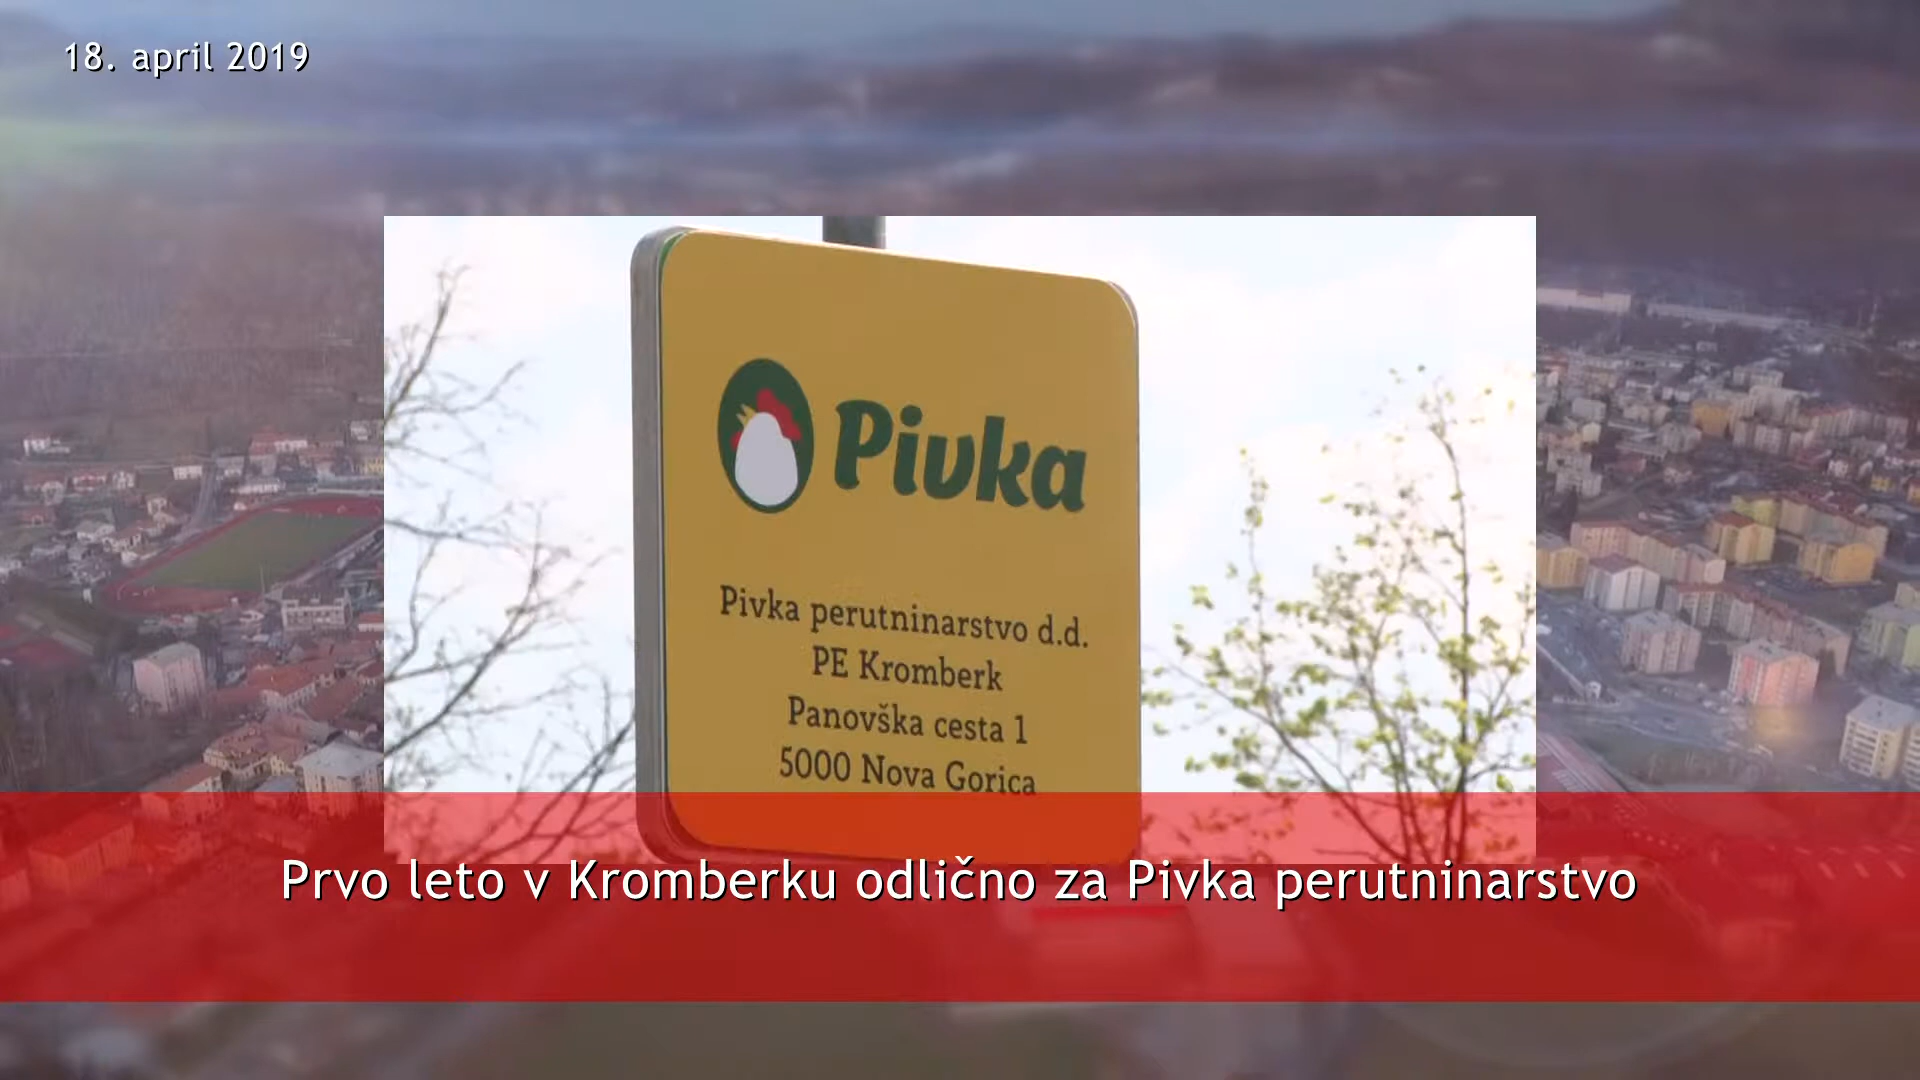 18. april 2019
Pivka
Pivka perutninarstvo d.d.
PE Kromberk
Panovška cesta 1
5000 Nova Gorica
Prvo leto v Kromberku odlično za Pivka perutninarstvo